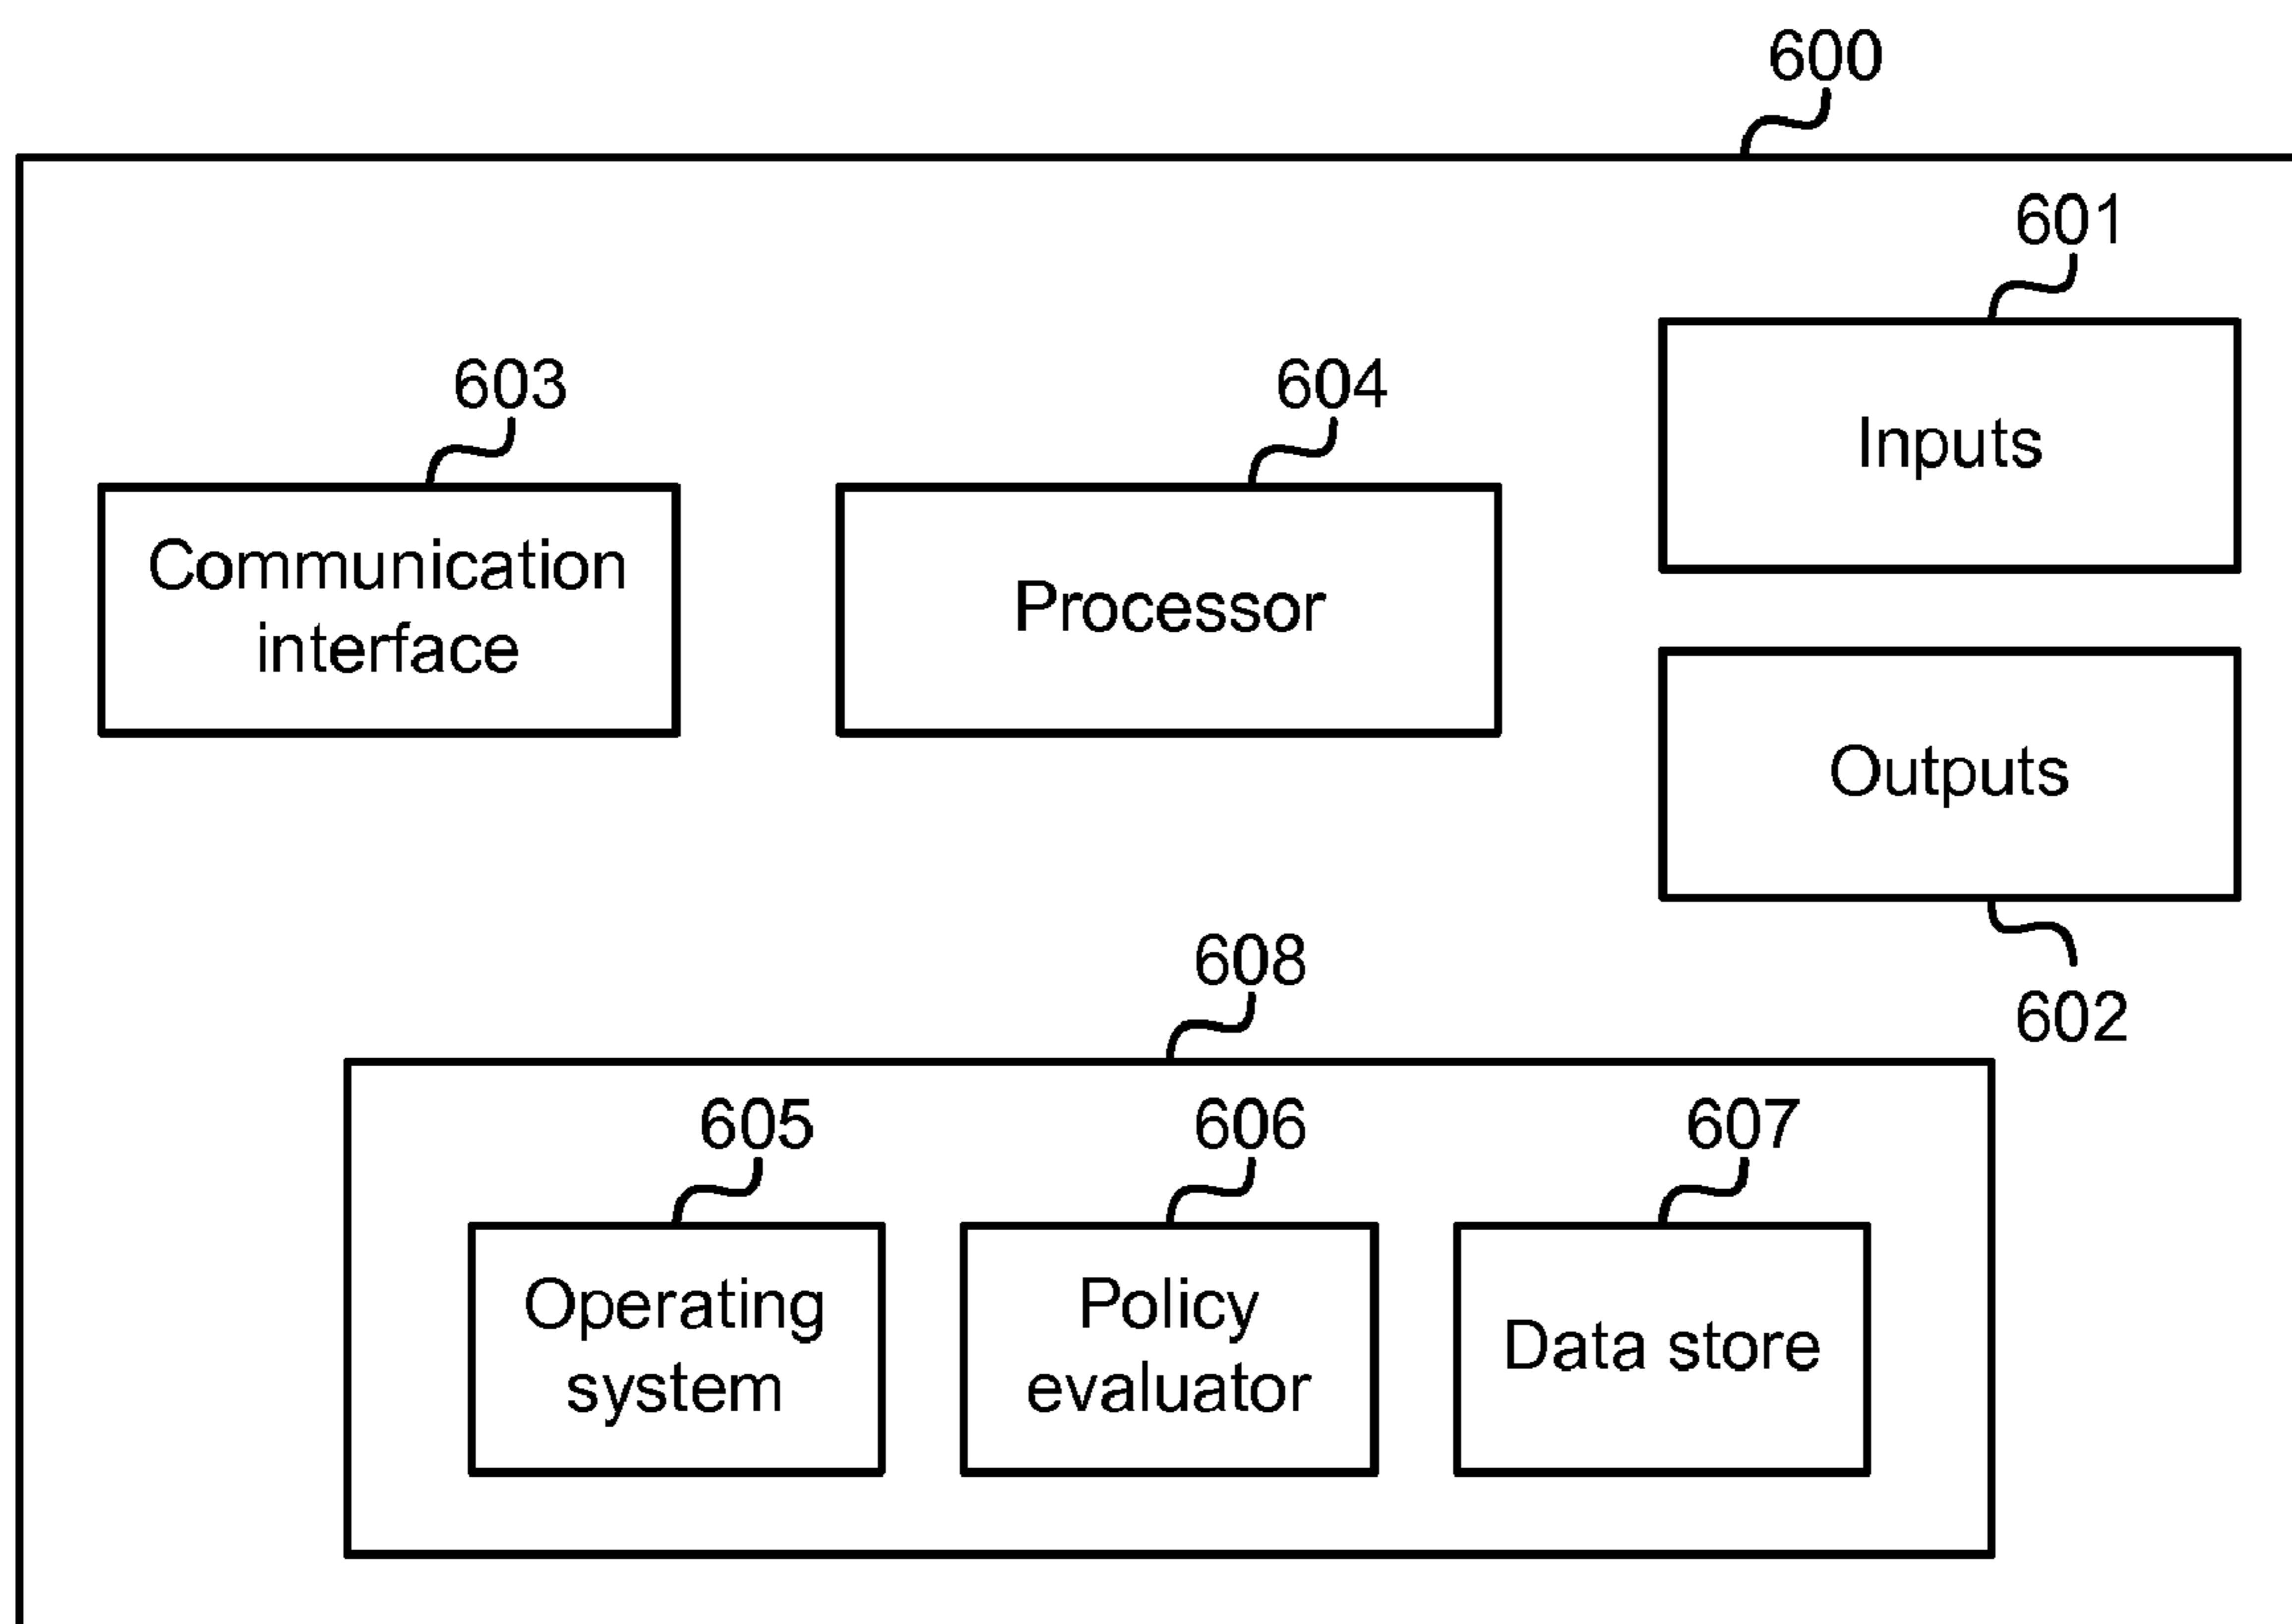 600
601
Inputs
603
Communication
interface
604
Processor
Outputs
602
608
605
Operating
system
606
Policy
evaluator
607
Data store